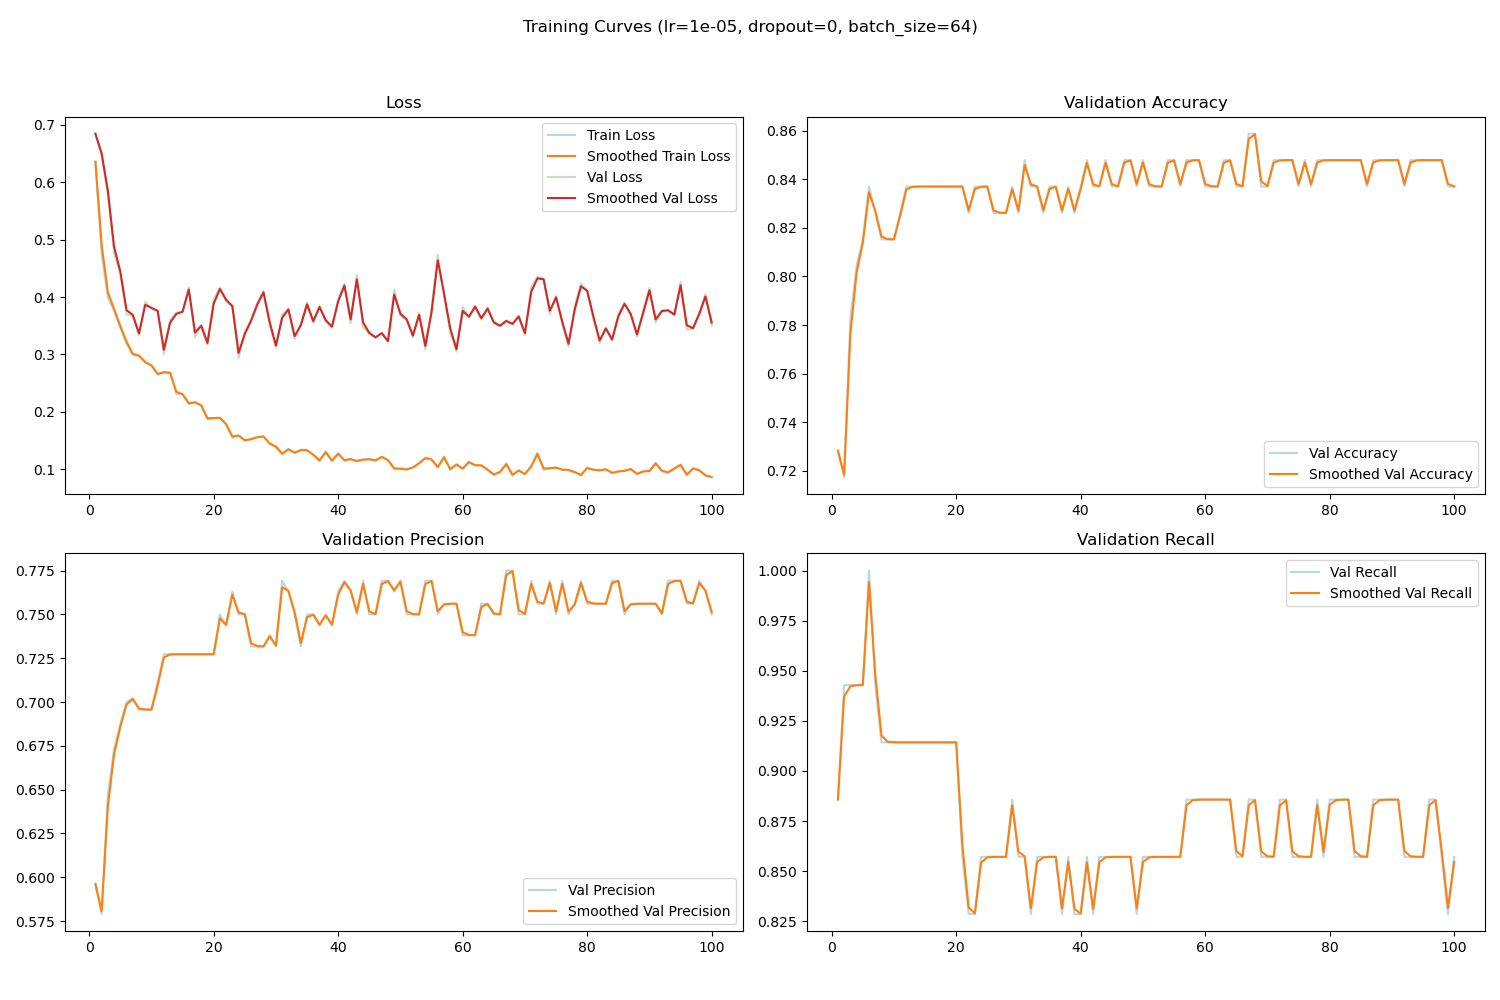 Training Curves (lr=1e-05, dropout=0, batch_size=64)
Loss
0.7
0.6
0.5
0.4
0.3
0.2
0.1
0 20 40 60 80 100
Train Loss
Smoothed Train Loss
Val Loss
Smoothed Val Loss
Validation Accuracy
0.86
0.84
0.82
0.80
0.78
0.76
0.74
0.72
0 20 40 60 80 100
Val Accuracy
Smoothed Val Accuracy
Validation Precision
0.775
0.750
0.725
0.700
0.675
0.650
0.625
0.600
0.575
0 20 40 60 80 100
Val Precision
Smoothed Val Precision
Validation Recall
1.000
0.975
0.950
0.925
0.900
0.875
0.850
0.825
0 20 40 60 80 100
Val Recall
Smoothed Val Recall